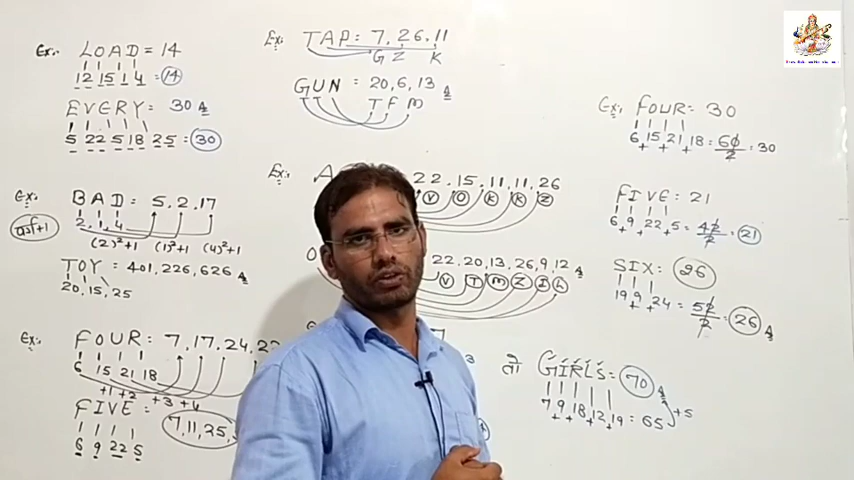 Ex:- LOAD = 14
12 15 1 4 = 14
EVERY = 30 A
5 22 5 18 25 = 30
Ex:- BAD = 5, 2, 17
वर्ग+1
2, 1, 4
(2)²+1 (1)²+1 (4)²+1
TOY = 401, 226, 626 A
20, 15, 25
Ex:- FOUR = 7, 17, 24, 22
6 15 21 18
+1 +2 +3 +4
FIVE =
7, 11, 25,
6 9 22 5
Ex:- TAP = 7, 26, 11
G Z K
GUN = 20, 6, 13 A
T F M
Ex:- 22, 15, 11, 11, 26
V O K K Z
22, 20, 13, 26, 9, 12 A
V T M Z I L
Ex:- FOUR = 30
6 + 15 + 21 + 18 = 60/2 = 30
FIVE = 21
6 + 9 + 22 + 5 = 42/2 = 21
SIX = 26
19 + 9 + 24 = 52/2 = 26 A
तो GIRLS = 70 A
7 + 9 + 18 + 12 + 19 = 65 +5